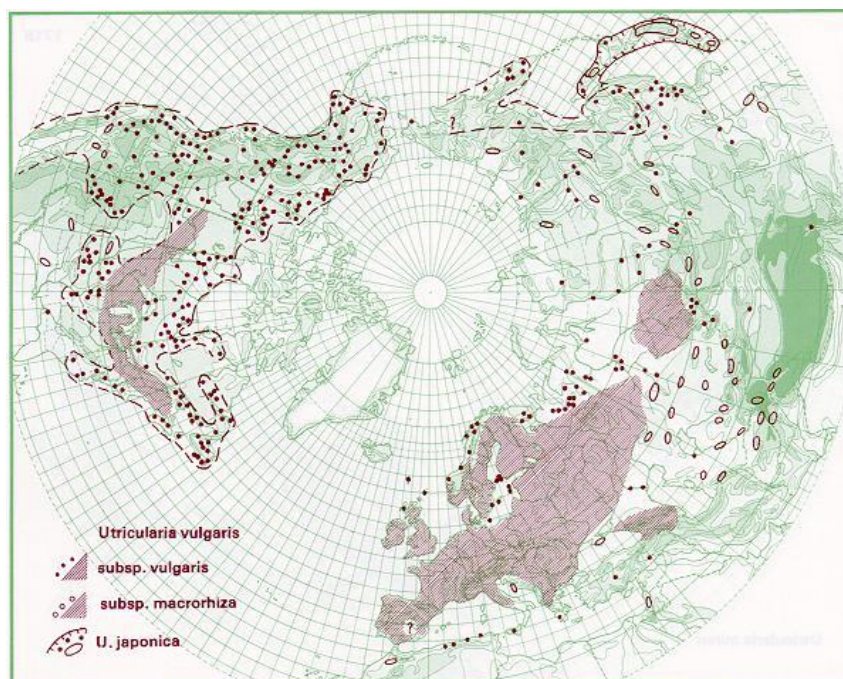 ?
?
Utricularia vulgaris
subsp. vulgaris
subsp. macrorhiza
U. japonica